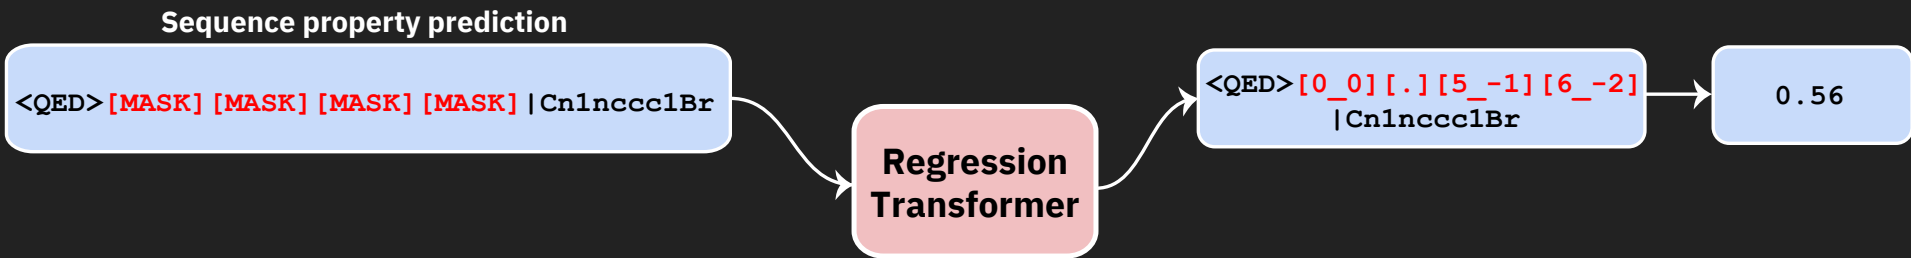 Sequence property prediction
<QED>[MASK][MASK][MASK][MASK]|Cn1nccc1Br
Regression
Transformer
<QED>[0_0][.][5_-1][6_-2]
|Cn1nccc1Br
0.56